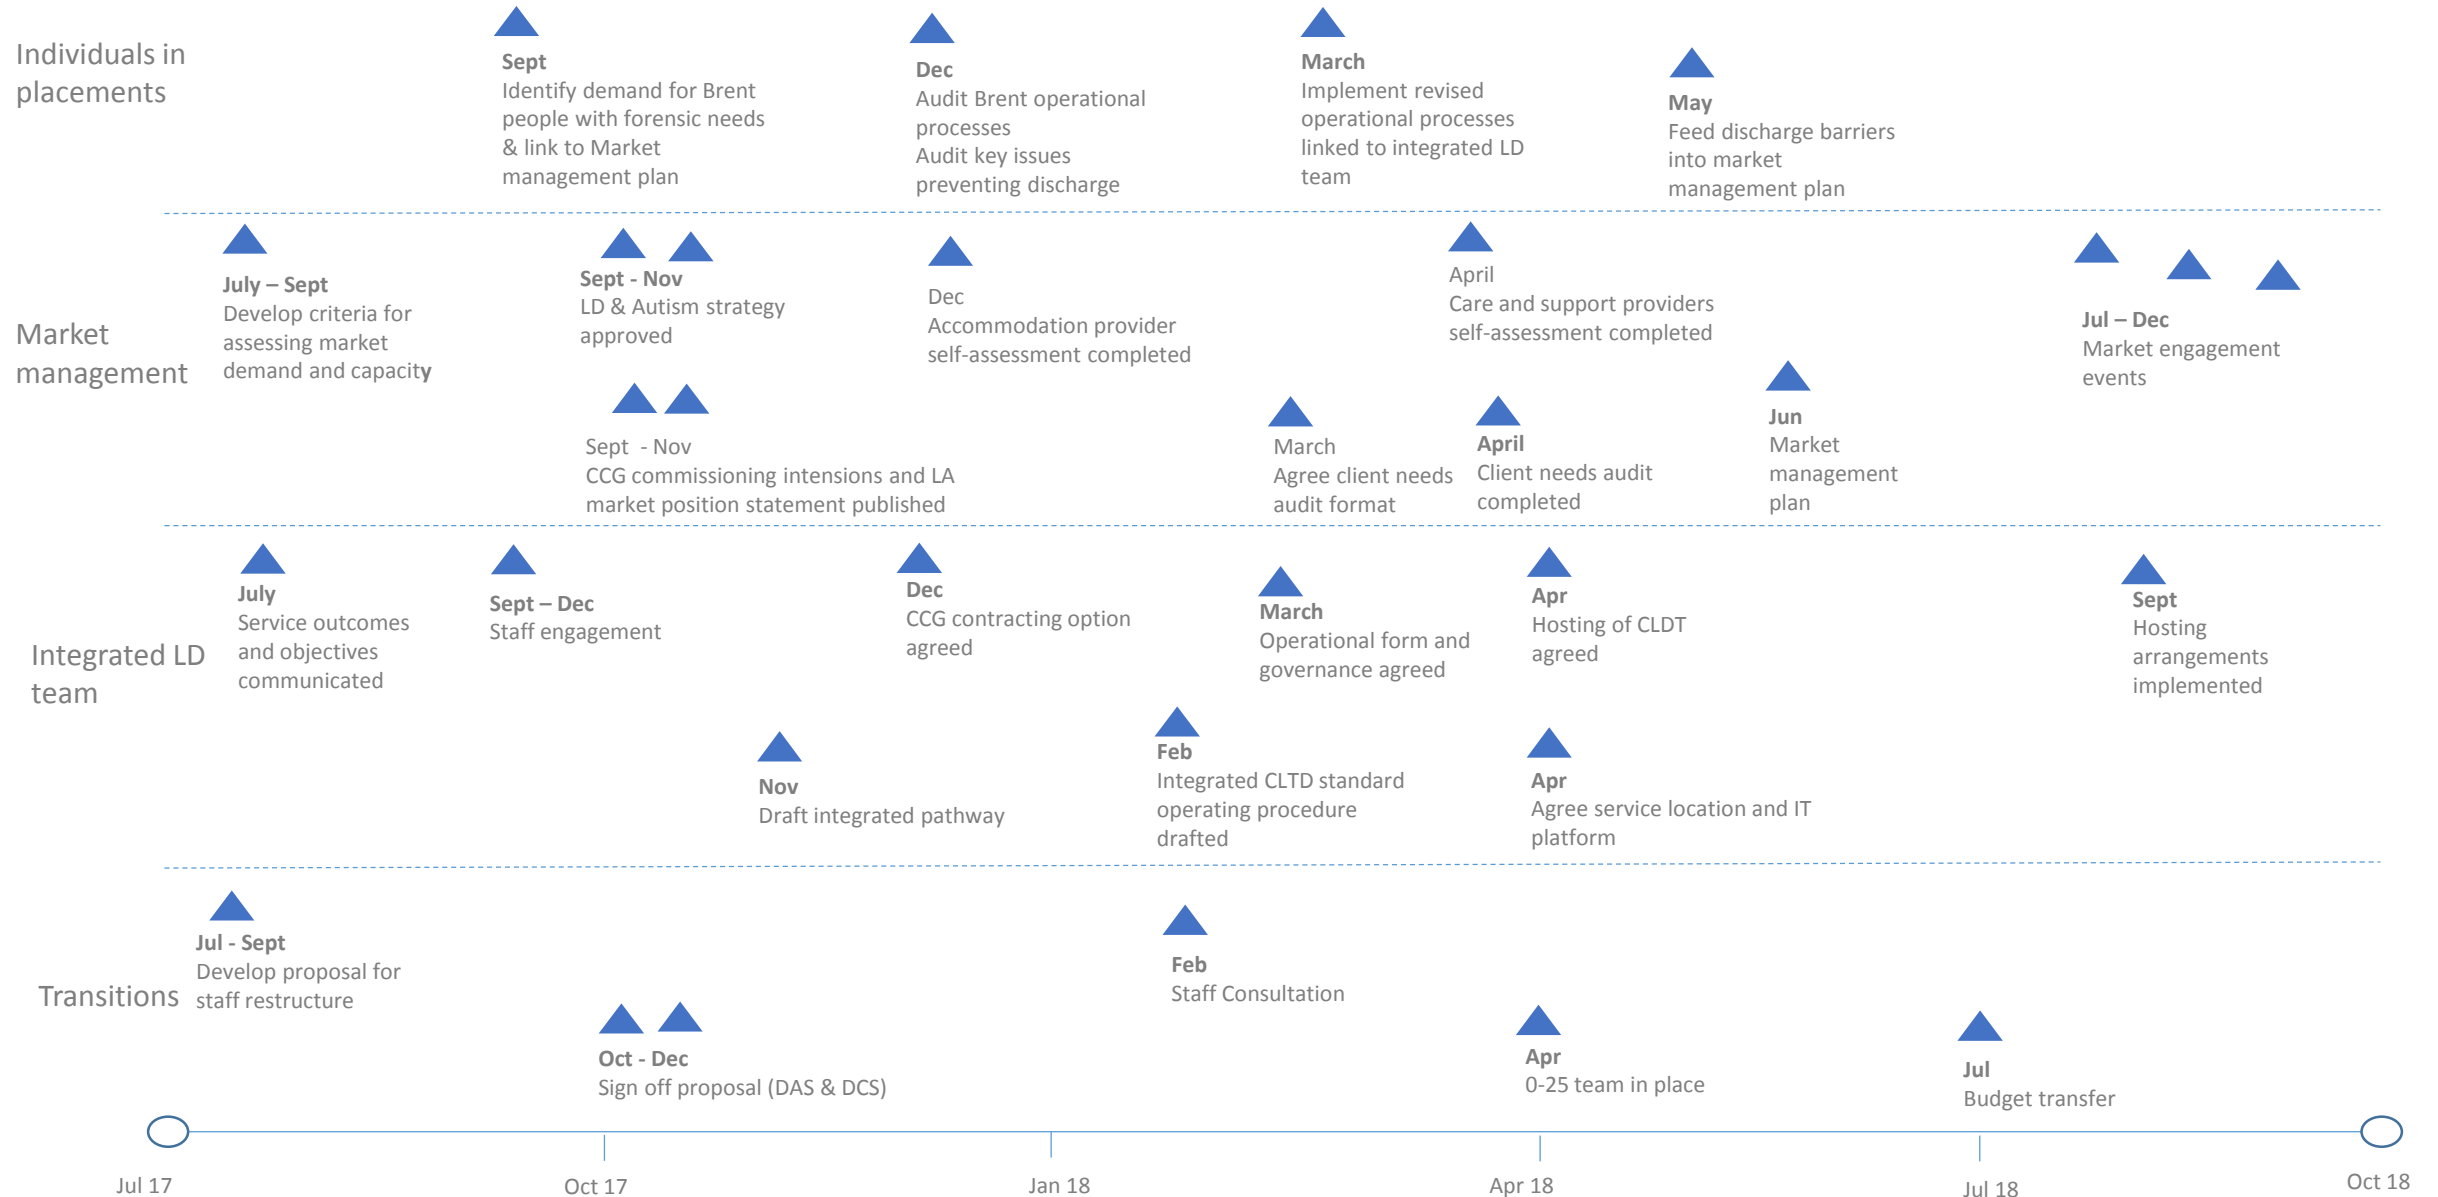 Individuals in
placements
Sept
Identify demand for Brent
people with forensic needs
& link to Market
management plan
Dec
Audit Brent operational
processes
Audit key issues
preventing discharge
March
Implement revised
operational processes
linked to integrated LD
team
May
Feed discharge barriers
into market
management plan
Market
management
July – Sept
Develop criteria for
assessing market
demand and capacity
Sept - Nov
LD & Autism strategy
approved
Dec
Accommodation provider
self-assessment completed
April
Care and support providers
self-assessment completed
Jul – Dec
Market engagement
events
Sept - Nov
CCG commissioning intensions and LA
market position statement published
March
Agree client needs
audit format
April
Client needs audit
completed
Jun
Market
management
plan
Integrated LD
team
July
Service outcomes
and objectives
communicated
Sept – Dec
Staff engagement
Dec
CCG contracting option
agreed
March
Operational form and
governance agreed
Apr
Hosting of CLDT
agreed
Sept
Hosting
arrangements
implemented
Nov
Draft integrated pathway
Feb
Integrated CLTD standard
operating procedure
drafted
Apr
Agree service location and IT
platform
Transitions
Jul - Sept
Develop proposal for
staff restructure
Oct - Dec
Sign off proposal (DAS & DCS)
Feb
Staff Consultation
Apr
0-25 team in place
Jul
Budget transfer
Jul 17
Oct 17
Jan 18
Apr 18
Jul 18
Oct 18